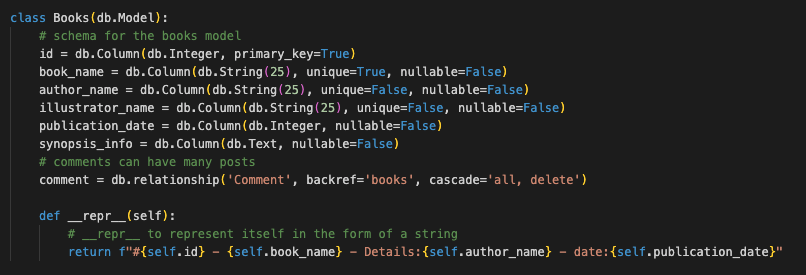 class Books(db.Model):
    # schema for the books model
    id = db.Column(db.Integer, primary_key=True)
    book_name = db.Column(db.String(25), unique=True, nullable=False)
    author_name = db.Column(db.String(25), unique=False, nullable=False)
    illustrator_name = db.Column(db.String(25), unique=False, nullable=False)
    publication_date = db.Column(db.Integer, nullable=False)
    synopsis_info = db.Column(db.Text, nullable=False)
    # comments can have many posts
    comment = db.relationship('Comment', backref='books', cascade='all, delete')

    def __repr__(self):
        # __repr__ to represent itself in the form of a string
        return f"#{self.id} - {self.book_name} - Details:{self.author_name} - date:{self.publication_date}"